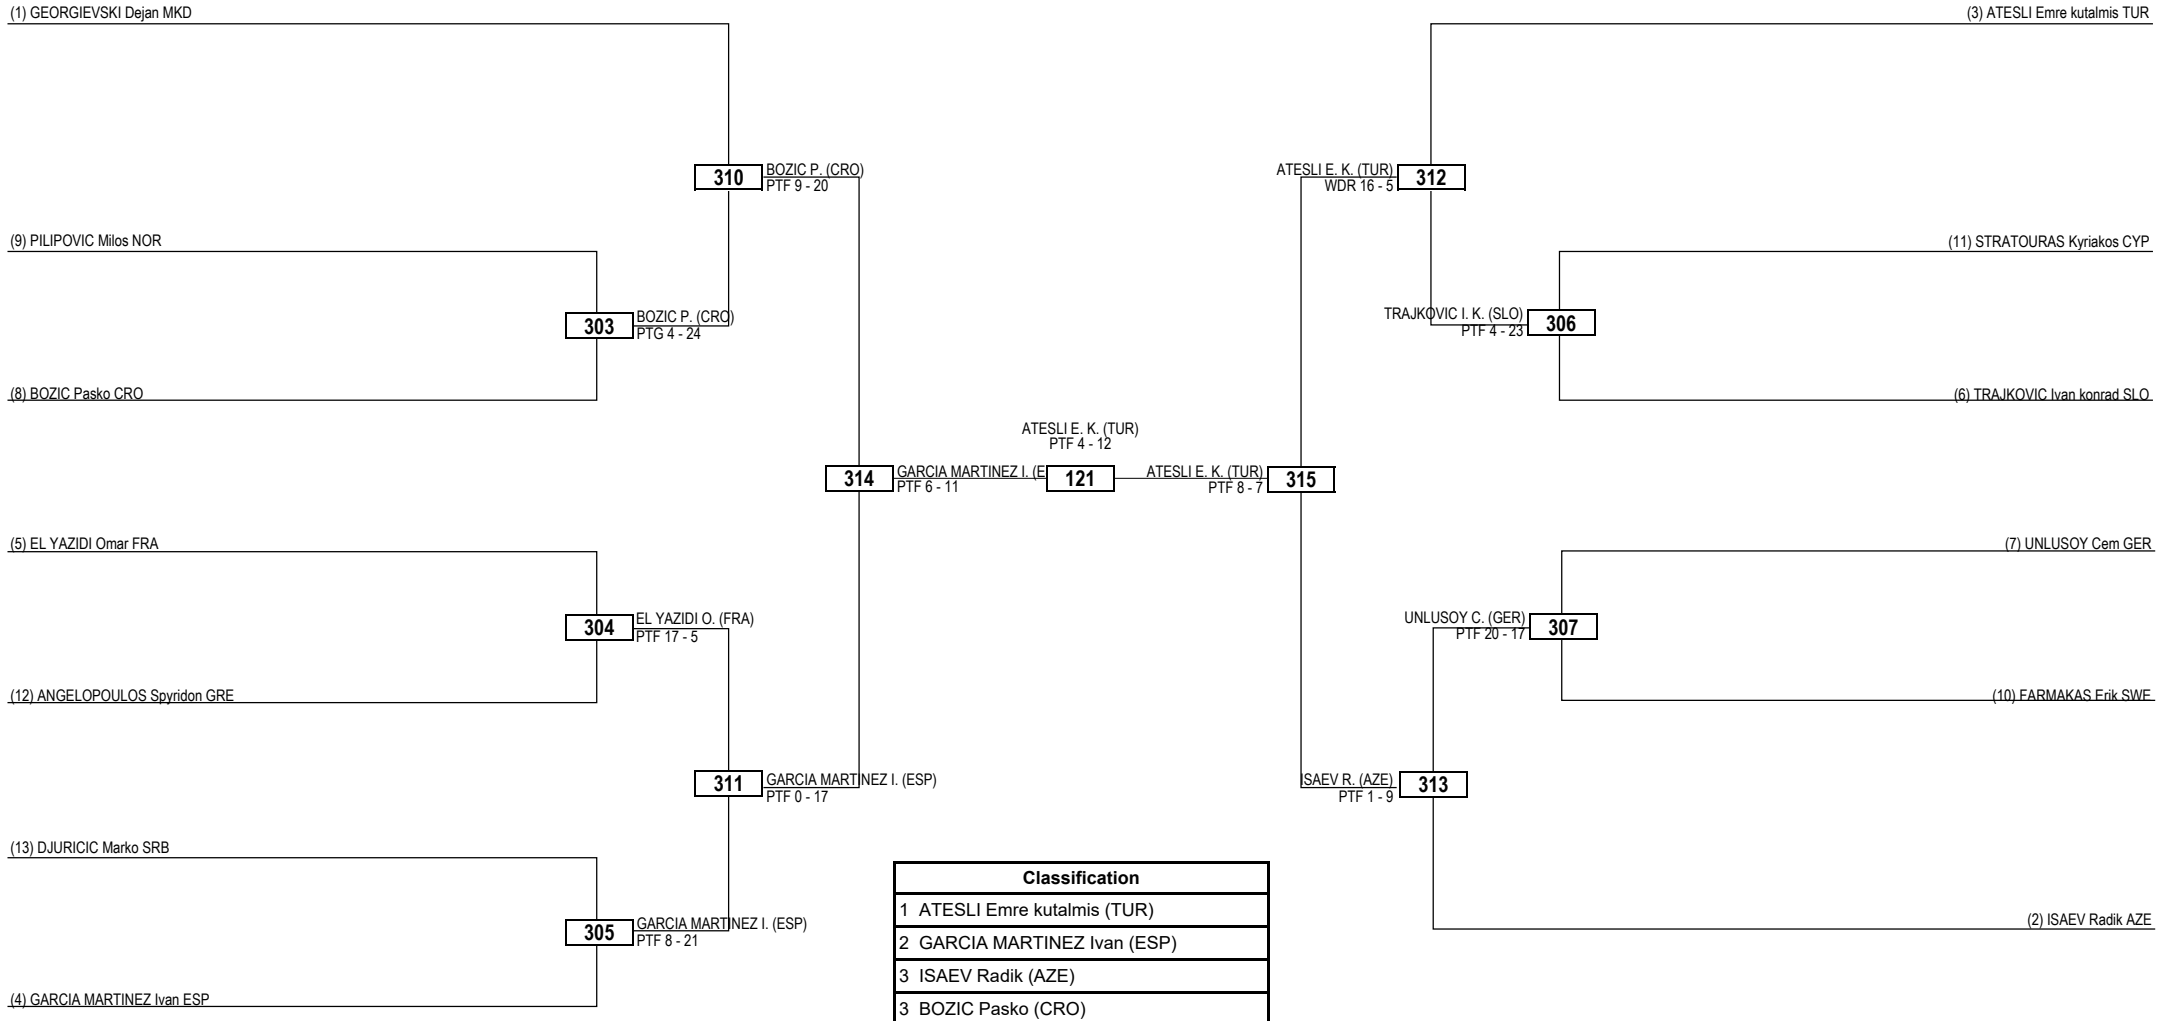 (1) GEORGIEVSKI Dejan MKD
(3) ATESLI Emre kutalmis TUR
310
BOZIC P. (CRO)
PTF 9 - 20
ATESLI E. K. (TUR)
WDR 16 - 5
312
(9) PILIPOVIC Milos NOR
(11) STRATOURAS Kyriakos CYP
303
BOZIC P. (CRO)
PTG 4 - 24
TRAJKOVIC I. K. (SLO)
PTF 4 - 23
306
(8) BOZIC Pasko CRO
(6) TRAJKOVIC Ivan konrad SLO
ATESLI E. K. (TUR)
PTF 4 - 12
314
GARCIA MARTINEZ I. (E
PTF 6 - 11
121
ATESLI E. K. (TUR)
PTF 8 - 7
315
(5) EL YAZIDI Omar FRA
(7) UNLUSOY Cem GER
304
EL YAZIDI O. (FRA)
PTF 17 - 5
UNLUSOY C. (GER)
PTF 20 - 17
307
(12) ANGELOPOULOS Spyridon GRE
(10) FARMAKAS Erik SWE
311
GARCIA MARTINEZ I. (ESP)
PTF 0 - 17
ISAEV R. (AZE)
PTF 1 - 9
313
(13) DJURICIC Marko SRB
305
GARCIA MARTINEZ I. (ESP)
PTF 8 - 21
(2) ISAEV Radik AZE
(4) GARCIA MARTINEZ Ivan ESP
Classification
1 ATESLI Emre kutalmis (TUR)
2 GARCIA MARTINEZ Ivan (ESP)
3 ISAEV Radik (AZE)
3 BOZIC Pasko (CRO)